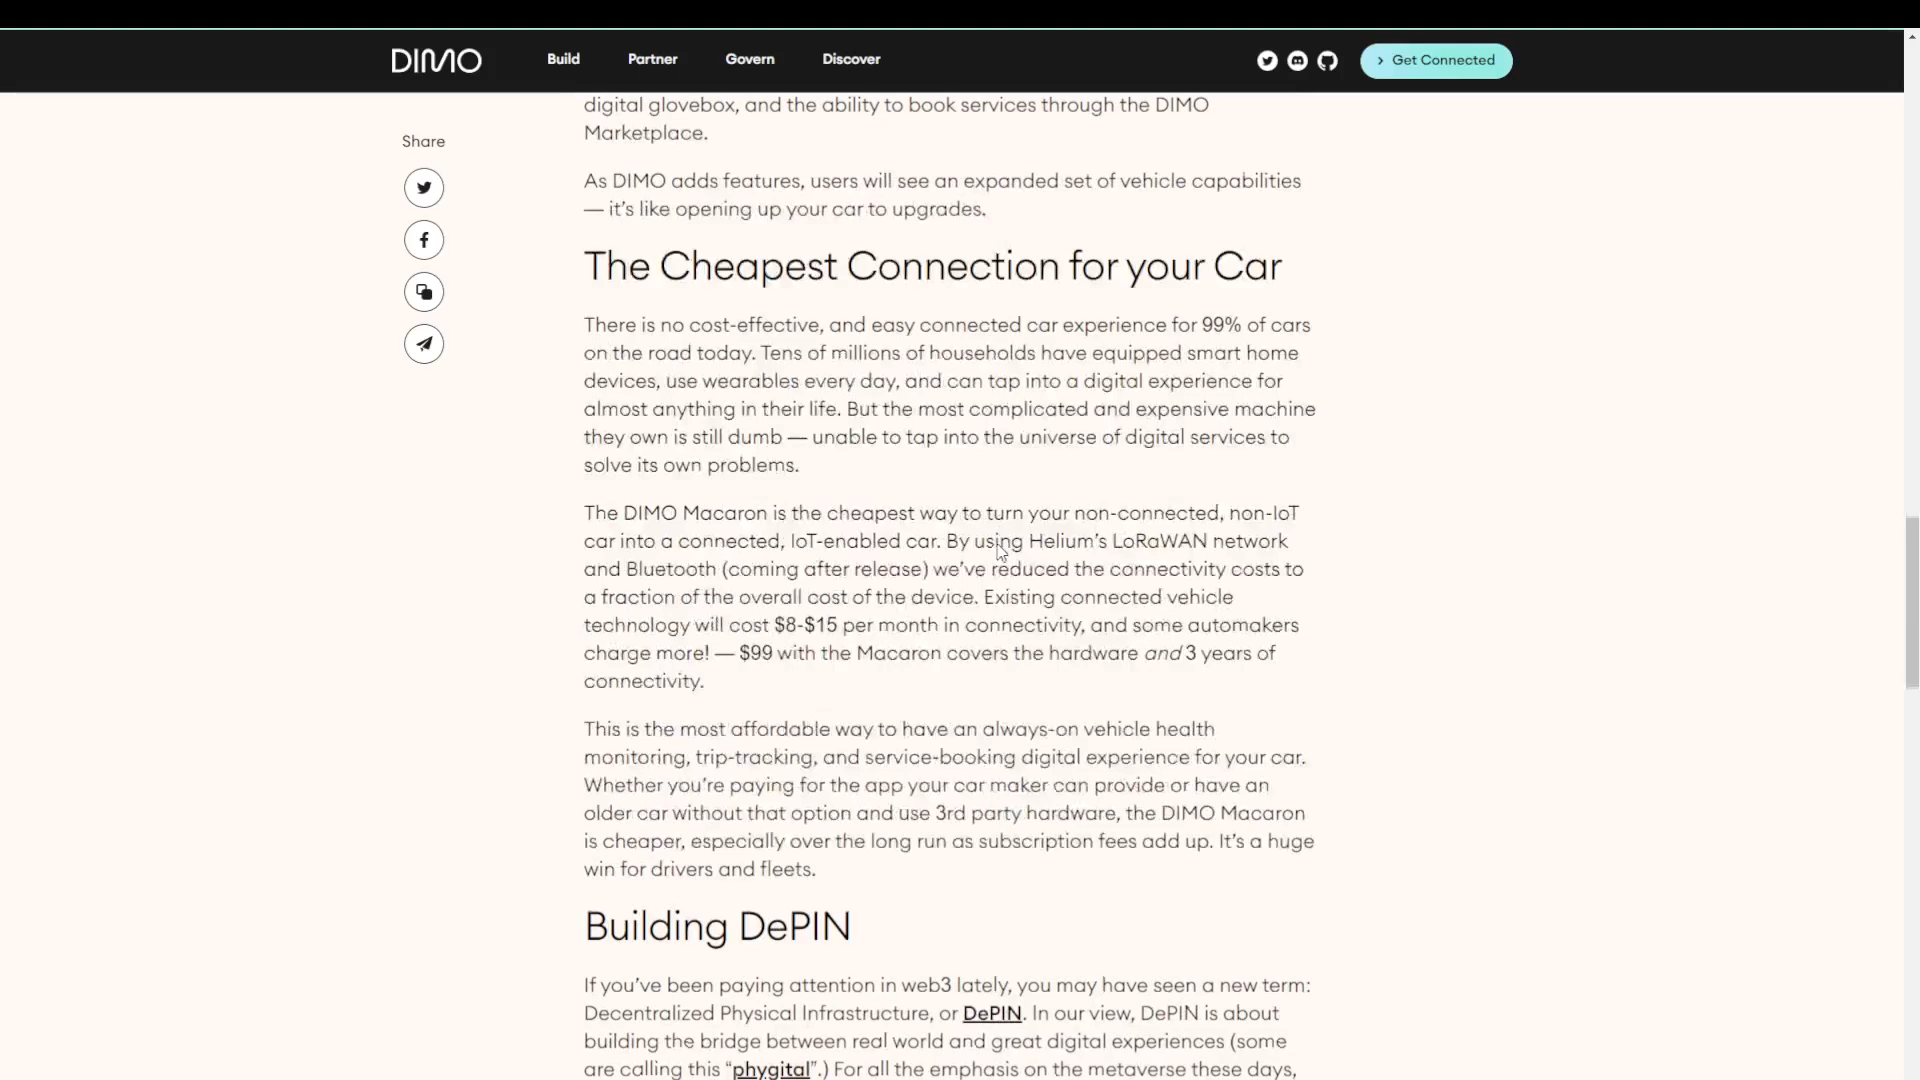 DIMO
Build
Partner
Govern
Discover
Get Connected
Share
digital glovebox, and the ability to book services through the DIMO
Marketplace.
As DIMO adds features, users will see an expanded set of vehicle capabilities
— it’s like opening up your car to upgrades.
The Cheapest Connection for your Car
There is no cost-effective, and easy connected car experience for 99% of cars
on the road today. Tens of millions of households have equipped smart home
devices, use wearables every day, and can tap into a digital experience for
almost anything in their life. But the most complicated and expensive machine
they own is still dumb — unable to tap into the universe of digital services to
solve its own problems.
The DIMO Macaron is the cheapest way to turn your non-connected, non-IoT
car into a connected, IoT-enabled car. By using Helium’s LoRaWAN network
and Bluetooth (coming after release) we’ve reduced the connectivity costs to
a fraction of the overall cost of the device. Existing connected vehicle
technology will cost $8-$15 per month in connectivity, and some automakers
charge more! — $99 with the Macaron covers the hardware and 3 years of
connectivity.
This is the most affordable way to have an always-on vehicle health
monitoring, trip-tracking, and service-booking digital experience for your car.
Whether you’re paying for the app your car maker can provide or have an
older car without that option and use 3rd party hardware, the DIMO Macaron
is cheaper, especially over the long run as subscription fees add up. It’s a huge
win for drivers and fleets.
Building DePIN
If you’ve been paying attention in web3 lately, you may have seen a new term:
Decentralized Physical Infrastructure, or DePIN. In our view, DePIN is about
building the bridge between real world and great digital experiences (some
are calling this “phygital”.) For all the emphasis on the metaverse these days,